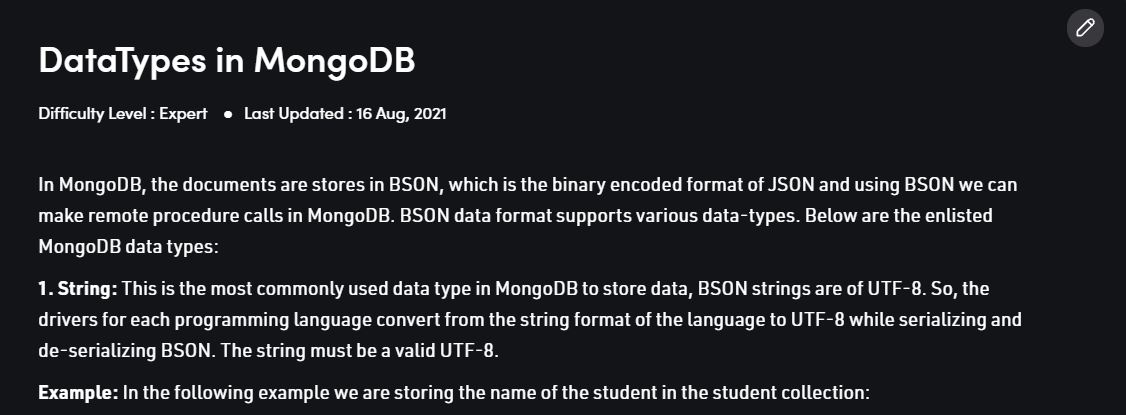 DataTypes in MongoDB
Difficulty Level : Expert ● Last Updated : 16 Aug, 2021
In MongoDB, the documents are stores in BSON, which is the binary encoded format of JSON and using BSON we can
make remote procedure calls in MongoDB. BSON data format supports various data-types. Below are the enlisted
MongoDB data types:
1. String: This is the most commonly used data type in MongoDB to store data, BSON strings are of UTF-8. So, the
drivers for each programming language convert from the string format of the language to UTF-8 while serializing and
de-serializing BSON. The string must be a valid UTF-8.
Example: In the following example we are storing the name of the student in the student collection: